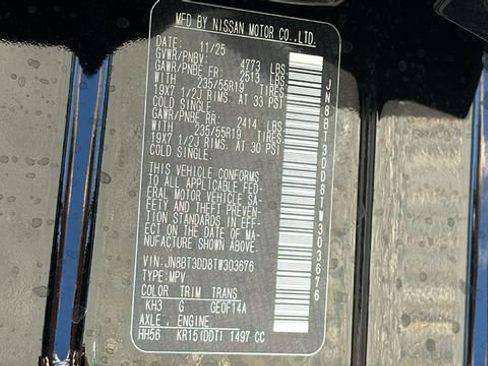 MFD BY NISSAN MOTOR CO.,LTD.
DATE: 11/25
GVWR/PNBV: 4773 LBS
GAWR/PNBE FR: 2513 LBS
WITH 235/55R19 TIRES,
19X7 1/2J RIMS, AT 33 PSI
COLD SINGLE.
GAWR/PNBE RR: 2414 LBS
WITH 235/55R19 TIRES,
19X7 1/2J RIMS, AT 30 PSI
COLD SINGLE.
THIS VEHICLE CONFORMS
TO ALL APPLICABLE FED-
ERAL MOTOR VEHICLE SA-
FETY AND THEFT PREVEN-
TION STANDARDS IN EFF-
ECT ON THE DATE OF MA-
NUFACTURE SHOWN ABOVE.
VIN:JN8BT3DD8TW303676
TYPE:MPV
COLOR TRIM TRANS
KH3 G GE0F14A
AXLE, ENGINE
HH56 KR15(DDT) 1497 CC
JN8BT3DD8TW303676